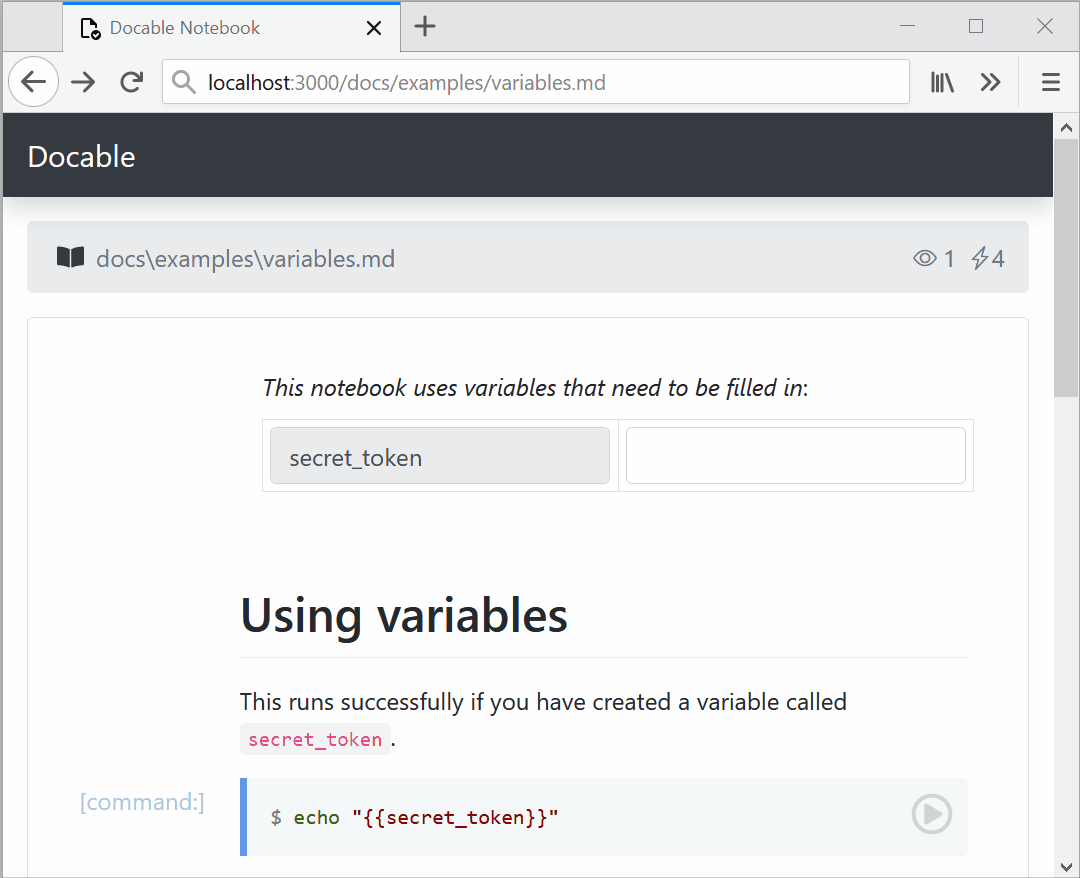 Docable Notebook
localhost:3000/docs/examples/variables.md
Docable
docs\examples\variables.md 1 4
This notebook uses variables that need to be filled in:
secret_token
Using variables
This runs successfully if you have created a variable called
secret_token.
[command:] $ echo "{{secret_token}}"